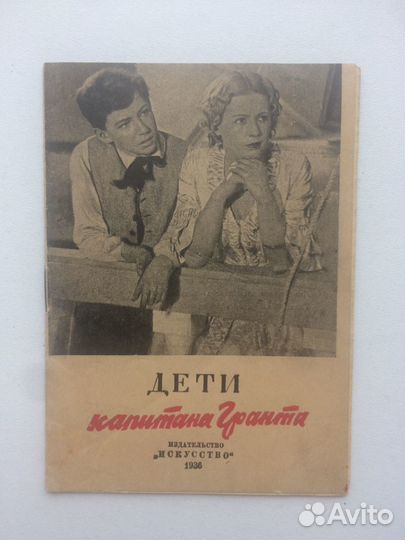 ДЕТИ
капитана Гранта
ИЗДАТЕЛЬСТВО
„ИСКУССТВО“
1936
Avito